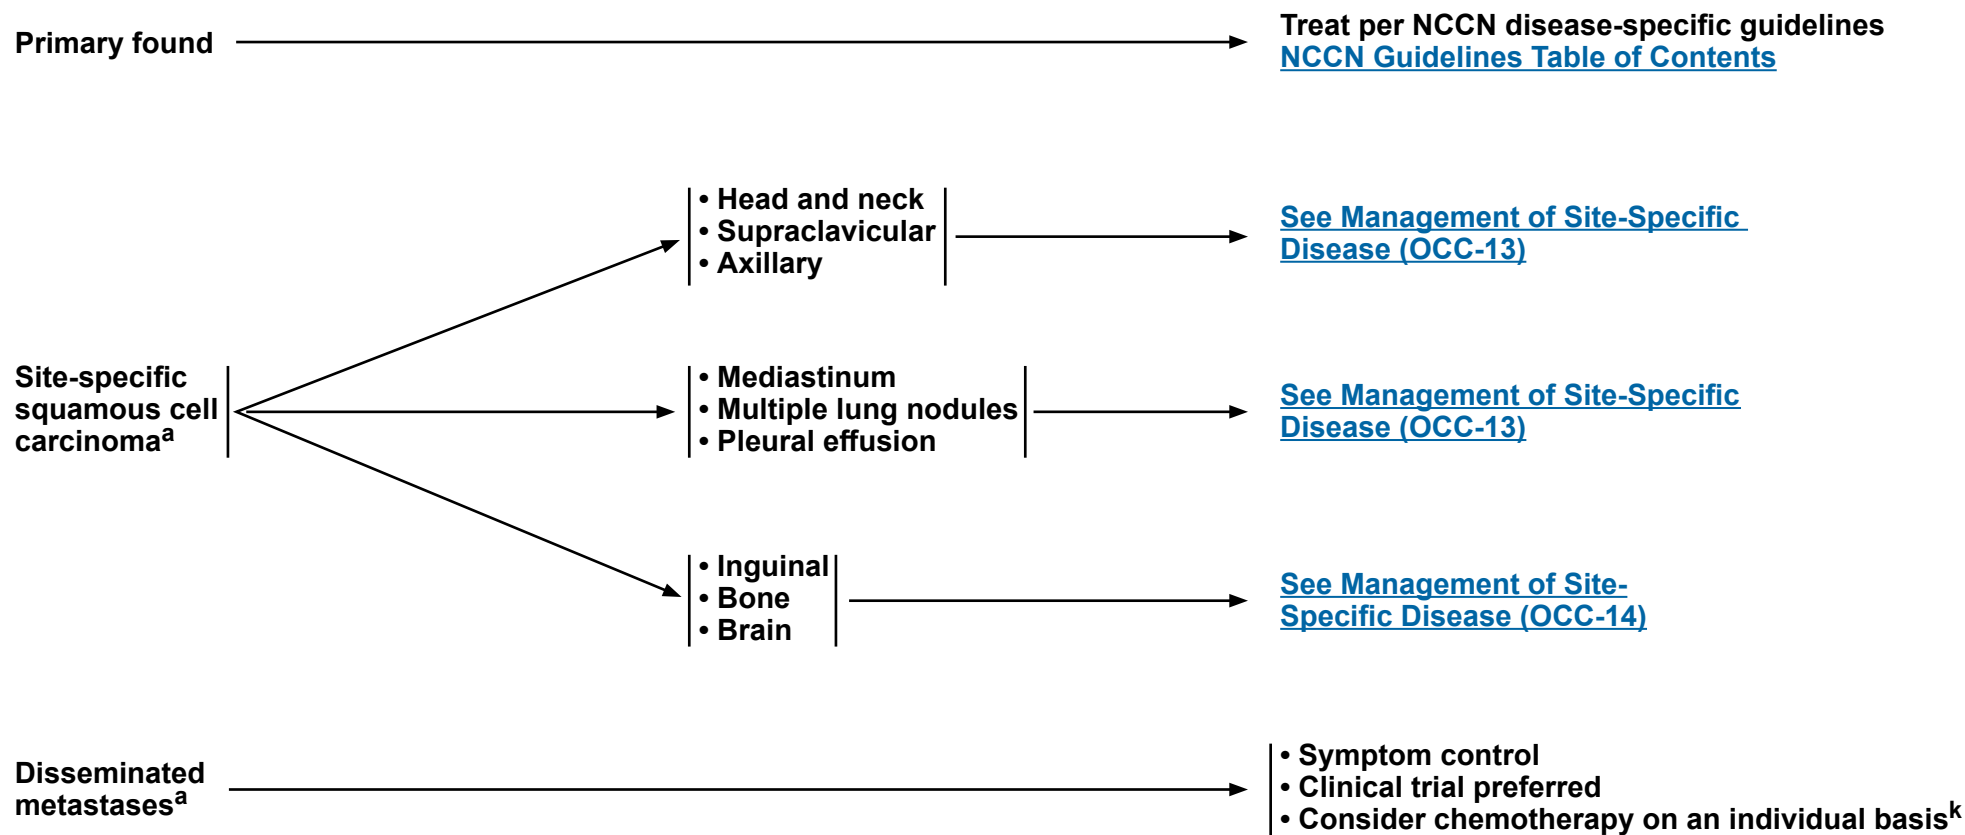 Primary found
Treat per NCCN disease-specific guidelines
NCCN Guidelines Table of Contents
• Head and neck
• Supraclavicular
• Axillary
See Management of Site-Specific
Disease (OCC-13)
Site-specific
squamous cell
carcinomaᵃ
• Mediastinum
• Multiple lung nodules
• Pleural effusion
See Management of Site-Specific
Disease (OCC-13)
• Inguinal
• Bone
• Brain
See Management of Site-
Specific Disease (OCC-14)
Disseminated
metastasesᵃ
• Symptom control
• Clinical trial preferred
• Consider chemotherapy on an individual basisᵏ